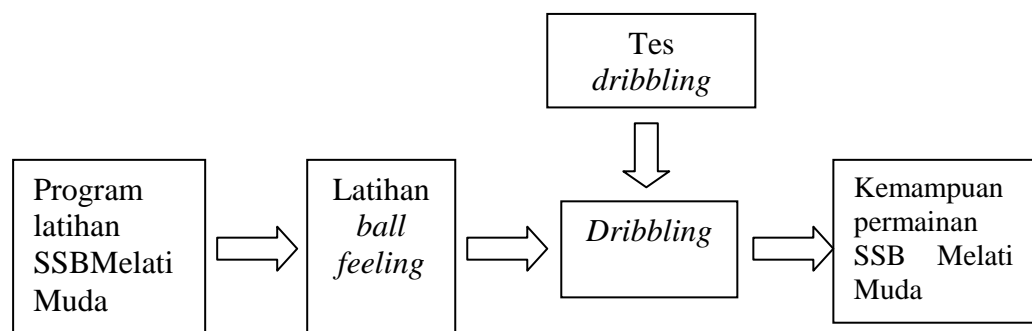 Tes
dribbling
Program
latihan
SSBMelati
Muda
Latihan
ball
feeling
Dribbling
Kemampuan
permainan
SSB Melati
Muda